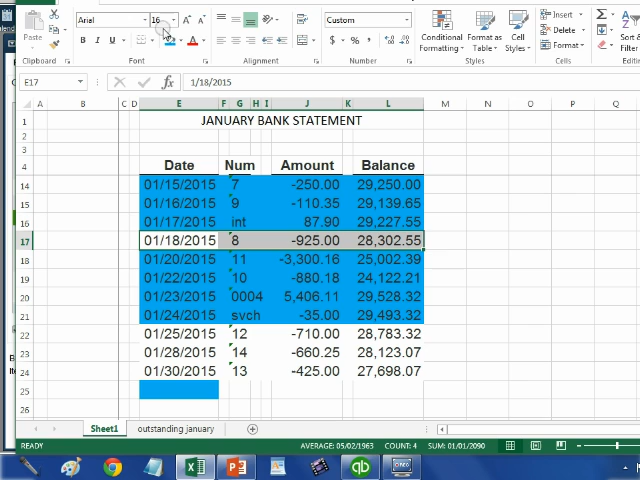 Arial 16 Custom Insert
Paste B I U $ % , Conditional Formatting Format as Table Cell Styles Delete Format Sort & Filter
Clipboard Font Alignment Number Styles Cells
E17 fx 1/18/2015
A B C D E F G H I J K L M N O P Q
1 JANUARY BANK STATEMENT
2
3
4 Date Num Amount Balance
14 01/15/2015 7 -250.00 29,250.00
15 01/16/2015 9 -110.35 29,139.65
16 01/17/2015 int 87.90 29,227.55
17 01/18/2015 8 -925.00 28,302.55
18 01/20/2015 11 -3,300.16 25,002.39
19 01/22/2015 10 -880.18 24,122.21
20 01/23/2015 0004 5,406.11 29,528.32
21 01/24/2015 svch -35.00 29,493.32
22 01/25/2015 12 -710.00 28,783.32
23 01/28/2015 14 -660.25 28,123.07
24 01/30/2015 13 -425.00 27,698.07
25
26
Sheet1 outstanding january
READY AVERAGE: 05/02/1963 COUNT: 4 SUM: 01/01/2090
qb